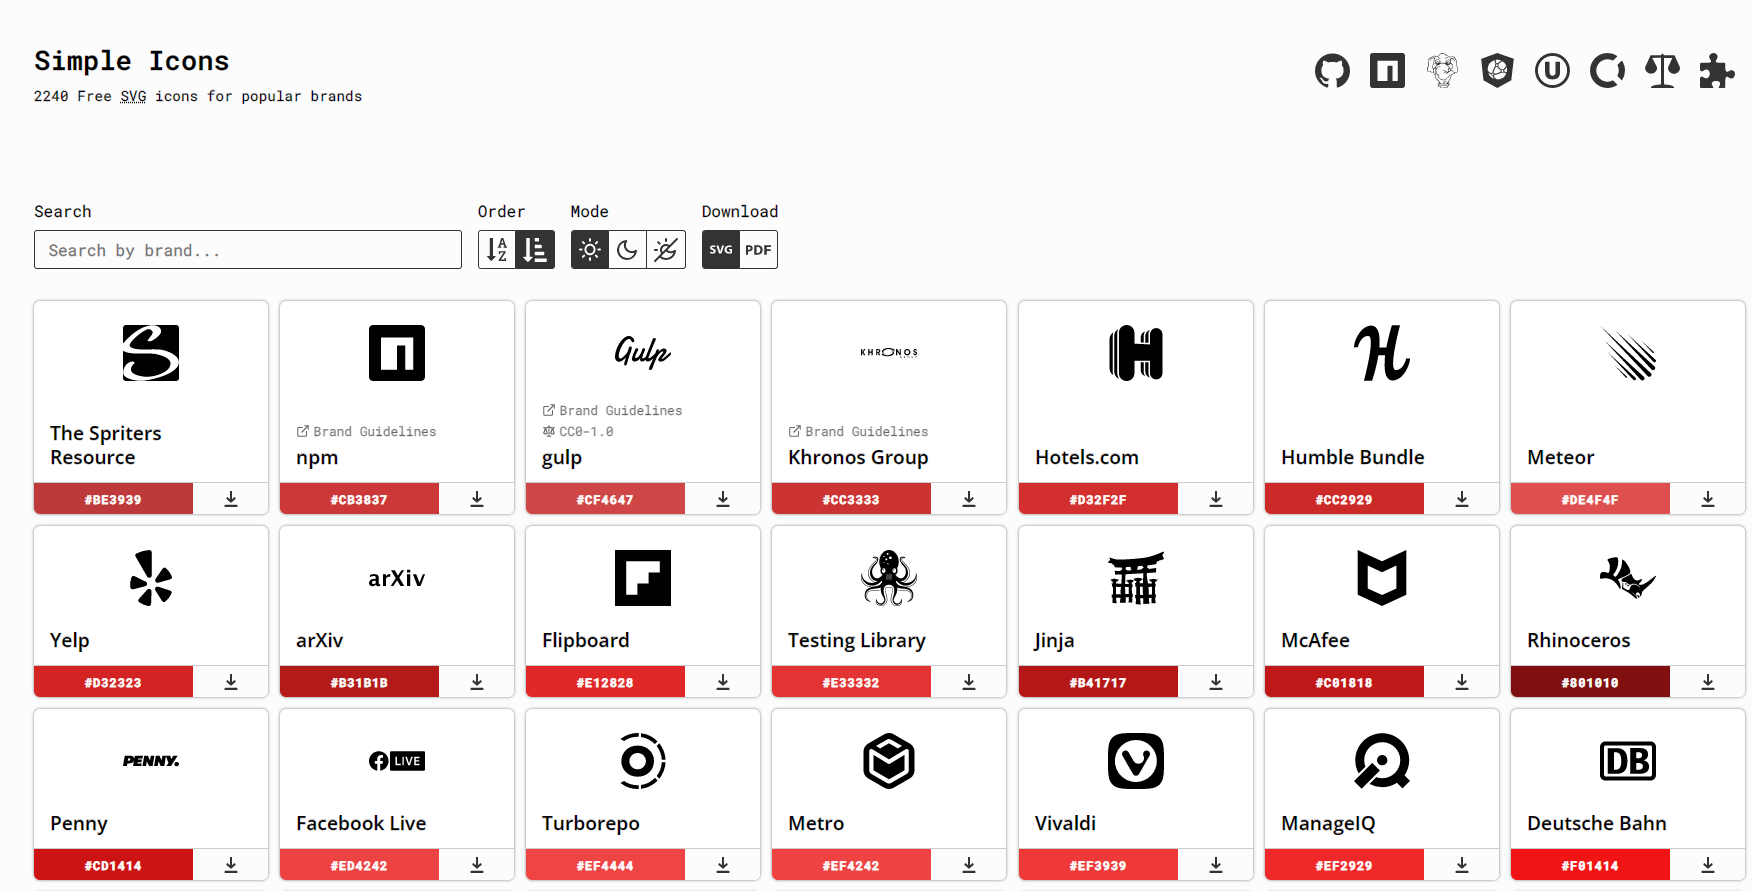 Simple Icons
2240 Free SVG icons for popular brands
Search
Order
Mode
Download
Search by brand...
A
Z
SVG
PDF
S
n
Gulp
KHRONOS
H
H
The Spriters
Resource
Brand Guidelines
npm
Brand Guidelines
CC0-1.0
gulp
Brand Guidelines
Khronos Group
Hotels.com
Humble Bundle
Meteor
#BE3939
#CB3837
#CF4647
#CC3333
#D32F2F
#CC2929
#DE4F4F
arXiv
Yelp
arXiv
Flipboard
Testing Library
Jinja
McAfee
Rhinoceros
#D32323
#B31B1B
#E12828
#E33332
#B41717
#C01818
#801010
PENNY.
LIVE
DB
Penny
Facebook Live
Turborepo
Metro
Vivaldi
ManageIQ
Deutsche Bahn
#CD1414
#ED4242
#EF4444
#EF4242
#EF3939
#EF2929
#F01414